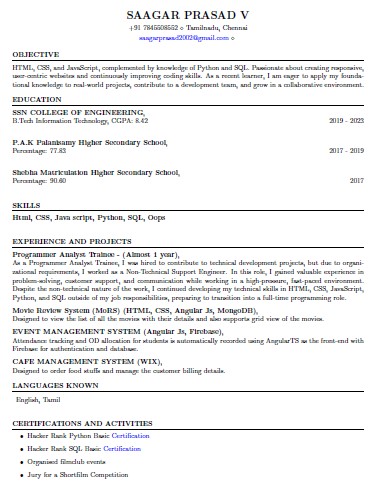 SAAGAR PRASAD V
+91 7845508552 ⋄ Tamilnadu, Chennai
saagarprasad2002@gmail.com ⋄
OBJECTIVE
HTML, CSS, and JavaScript, complemented by knowledge of Python and SQL. Passionate about creating responsive,
user-centric websites and continuously improving coding skills. As a recent learner, I am eager to apply my founda-
tional knowledge to real-world projects, contribute to a development team, and grow in a collaborative environment.
EDUCATION
SSN COLLEGE OF ENGINEERING,
B.Tech Information Technology, CGPA: 8.42 2019 - 2023
P.A.K Palanisamy Higher Secondary School,
Percentage: 77.83 2017 - 2019
Shebha Matriculation Higher Secondary School,
Percentage: 90.60 2017
SKILLS
Html, CSS, Java script, Python, SQL, Oops
EXPERIENCE AND PROJECTS
Programmer Analyst Trainee - (Almost 1 year),
As a Programmer Analyst Trainee, I was hired to contribute to technical development projects, but due to organi-
zational requirements, I worked as a Non-Technical Support Engineer. In this role, I gained valuable experience in
problem-solving, customer support, and communication while working in a high-pressure, fast-paced environment.
Despite the non-technical nature of the work, I continued developing my technical skills in HTML, CSS, JavaScript,
Python, and SQL outside of my job responsibilities, preparing to transition into a full-time programming role.
Movie Review System (MoRS) (HTML, CSS, Angular Js, MongoDB),
Designed to view the list of all the movies with their details and also supports grid view of the movies.
EVENT MANAGEMENT SYSTEM (Angular Js, Firebase),
Attendance tracking and OD allocation for students is automatically recorded using AngularTS as the front-end with
Firebase for authentication and database.
CAFE MANAGEMENT SYSTEM (WIX),
Designed to order food stuffs and manage the customer billing details.
LANGUAGES KNOWN
English, Tamil
CERTIFICATIONS AND ACTIVITIES
• Hacker Rank Python Basic Certification
• Hacker Rank SQL Basic Certification
• Organised filmclub events
• Jury for a Shortfilm Competition